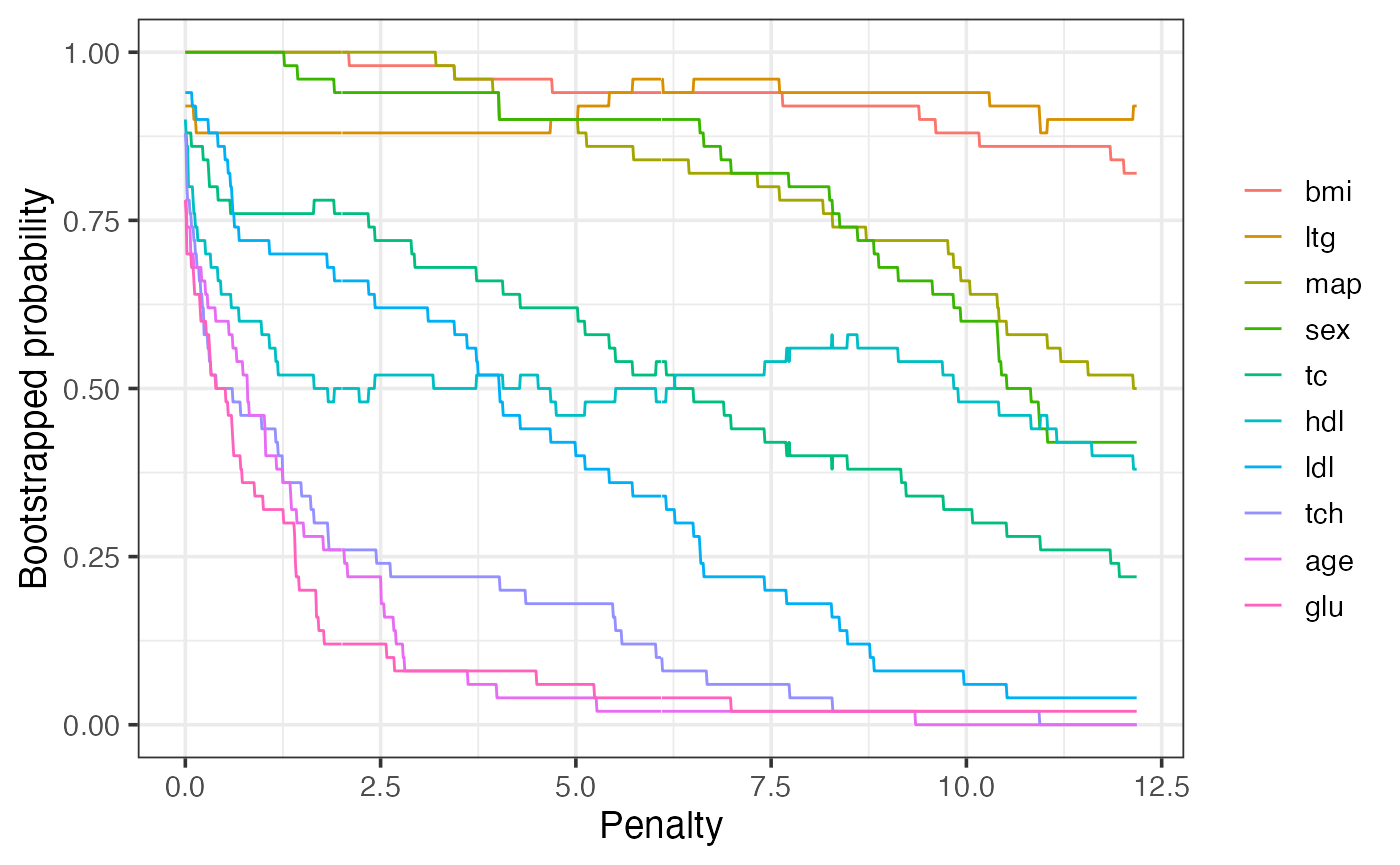 Bootstrapped probability
1.00
0.75
0.50
0.25
0.00
0.0 2.5 5.0 7.5 10.0 12.5
Penalty
bmi
ltg
map
sex
tc
hdl
ldl
tch
age
glu